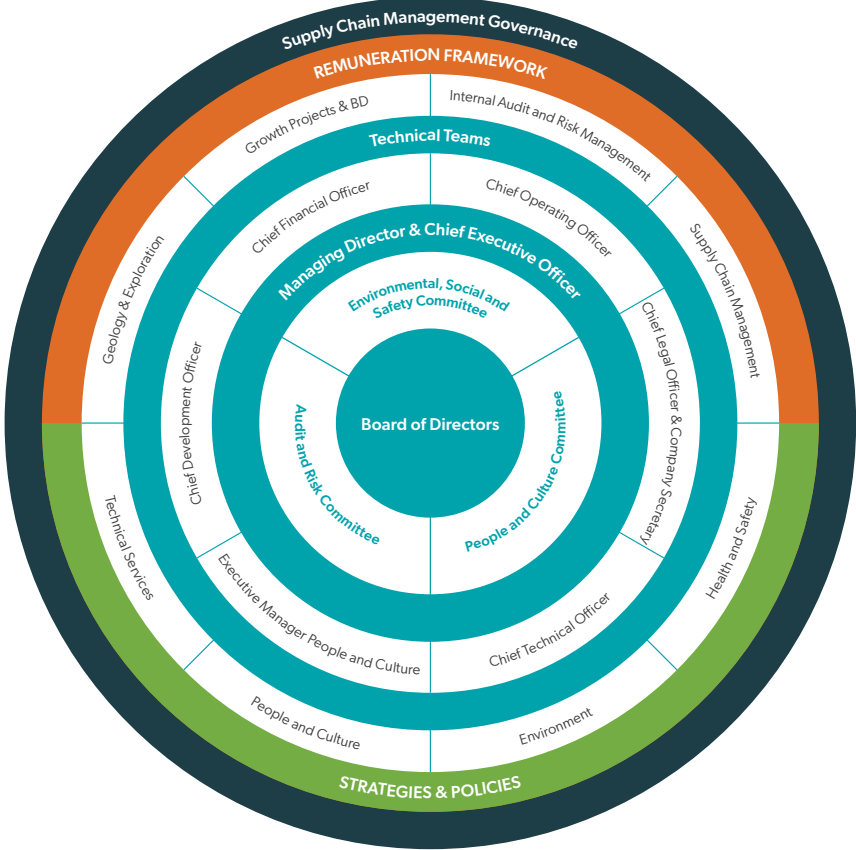 Supply Chain Management Governance
REMUNERATION FRAMEWORK
Growth Projects & BD
Internal Audit and Risk Management
Geology & Exploration
Supply Chain Management
Technical Teams
Chief Financial Officer
Chief Operating Officer
Managing Director & Chief Executive Officer
Environmental, Social and
Safety Committee
Chief Development Officer
Chief Legal Officer & Company Secretary
Board of Directors
Audit and Risk Committee
People and Culture Committee
Technical Services
Health and Safety
Executive Manager People and Culture
Chief Technical Officer
People and Culture
Environment
STRATEGIES & POLICIES